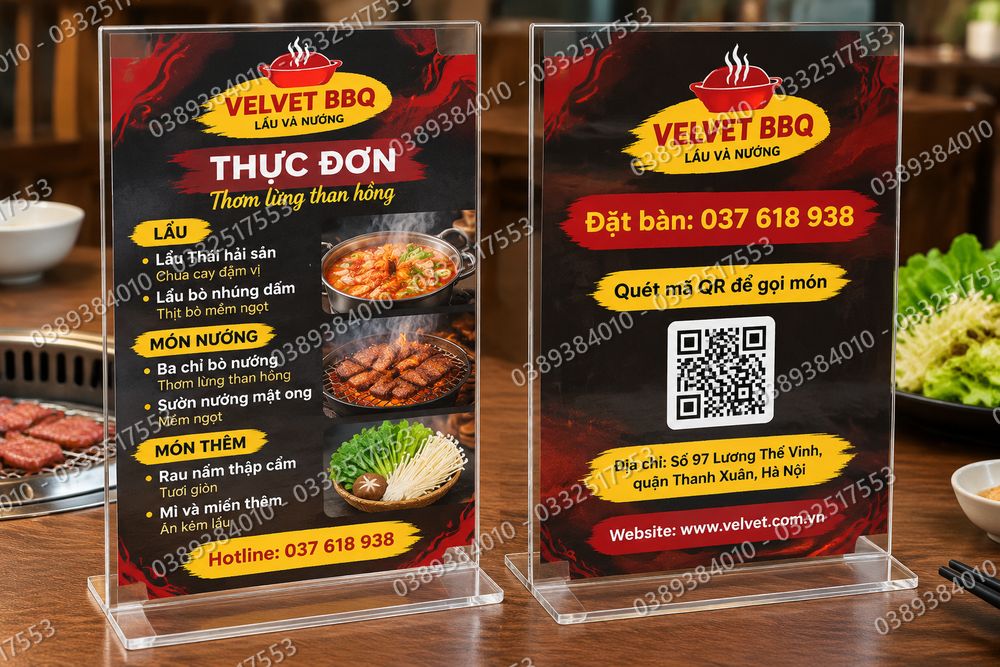 VELVET BBQ
LẨU VÀ NƯỚNG
THỰC ĐƠN
Thơm lừng than hồng
LẨU
Lẩu Thái hải sản
Chua cay đậm vị
Lẩu bò nhúng dấm
Thịt bò mềm ngọt
MÓN NƯỚNG
Ba chỉ bò nướng
Thơm lừng than hồng
Sườn nướng mật ong
Mềm ngọt
MÓN THÊM
Rau nấm thập cẩm
Tươi giòn
Mì và miến thêm
Ăn kèm lẩu
Hotline: 037 618 938
VELVET BBQ
LẨU VÀ NƯỚNG
Đặt bàn: 037 618 938
Quét mã QR để gọi món
Địa chỉ: Số 97 Lương Thế Vinh,
quận Thanh Xuân, Hà Nội
Website: www.velvet.com.vn
0389384010 - 0332517553